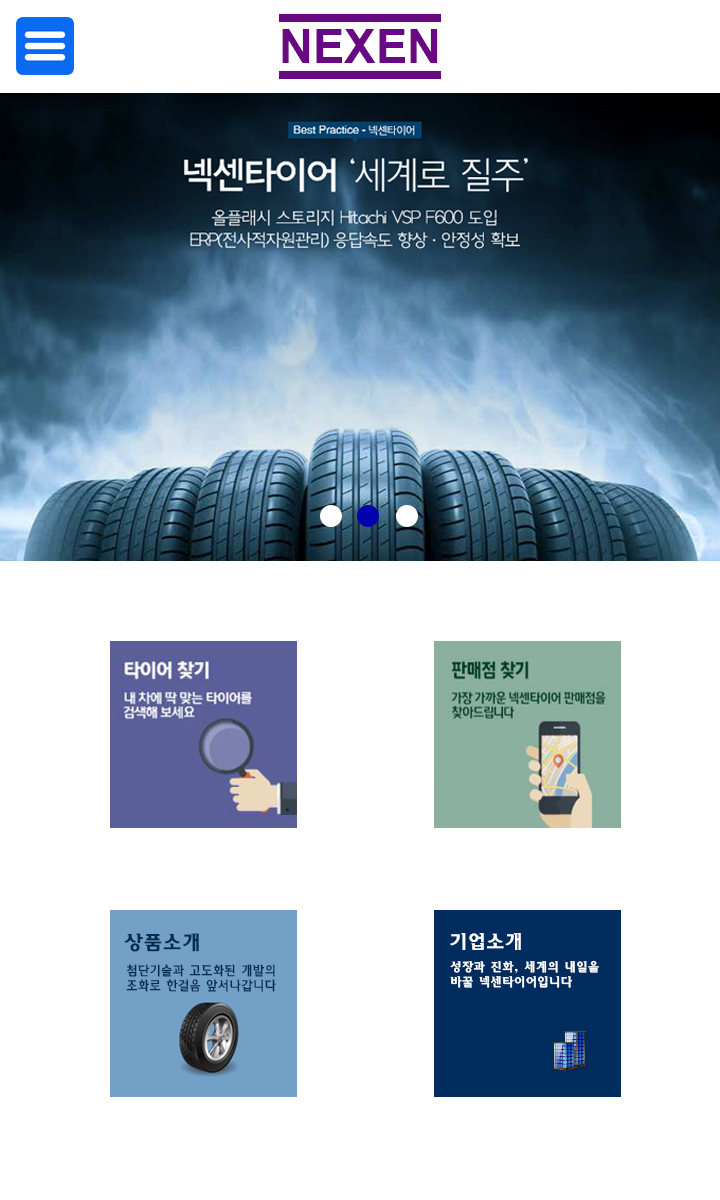 NEXEN
Best Practice - 넥센타이어
넥센타이어 ‘세계로 질주’
올플래시 스토리지 Hitachi VSP F600 도입
ERP(전사적자원관리) 응답속도 향상 · 안정성 확보
타이어 찾기
내 차에 딱 맞는 타이어를
검색해 보세요
판매점 찾기
가장 가까운 넥센타이어 판매점을
찾아드립니다
상품소개
첨단기술과 고도화된 개발의
조화로 한걸음 앞서나갑니다
기업소개
성장과 진화, 세계의 내일을
바꿀 넥센타이어입니다